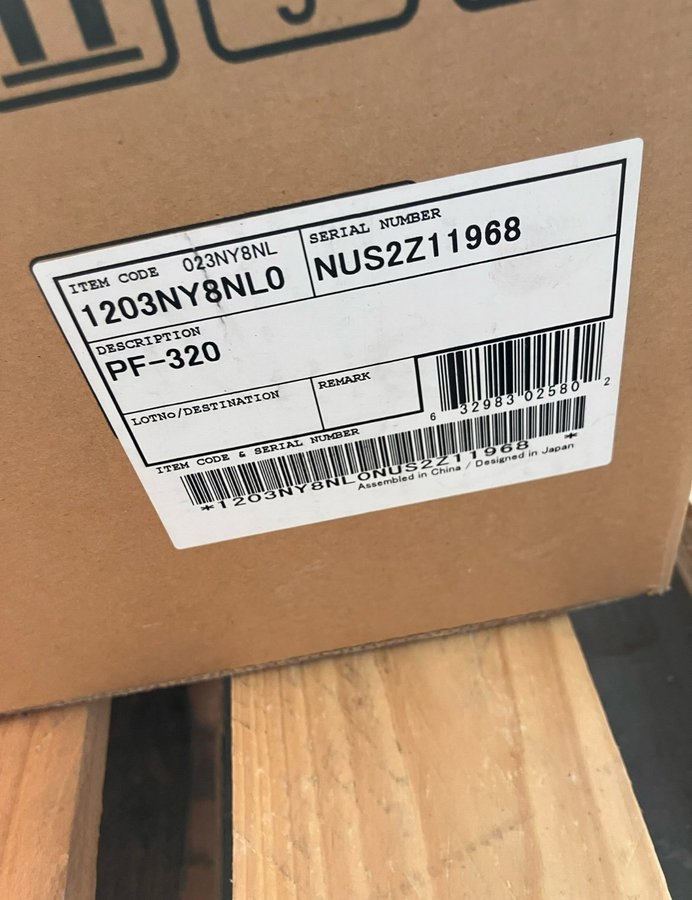 ITEM CODE 023NY8NL
1203NY8NL0
SERIAL NUMBER
NUS2Z11968
DESCRIPTION
PF-320
LOTNo/DESTINATION
REMARK
6 32983 02580 2
ITEM CODE & SERIAL NUMBER
*1203NY8NL0NUS2Z11968 *
Assembled in China / Designed in Japan